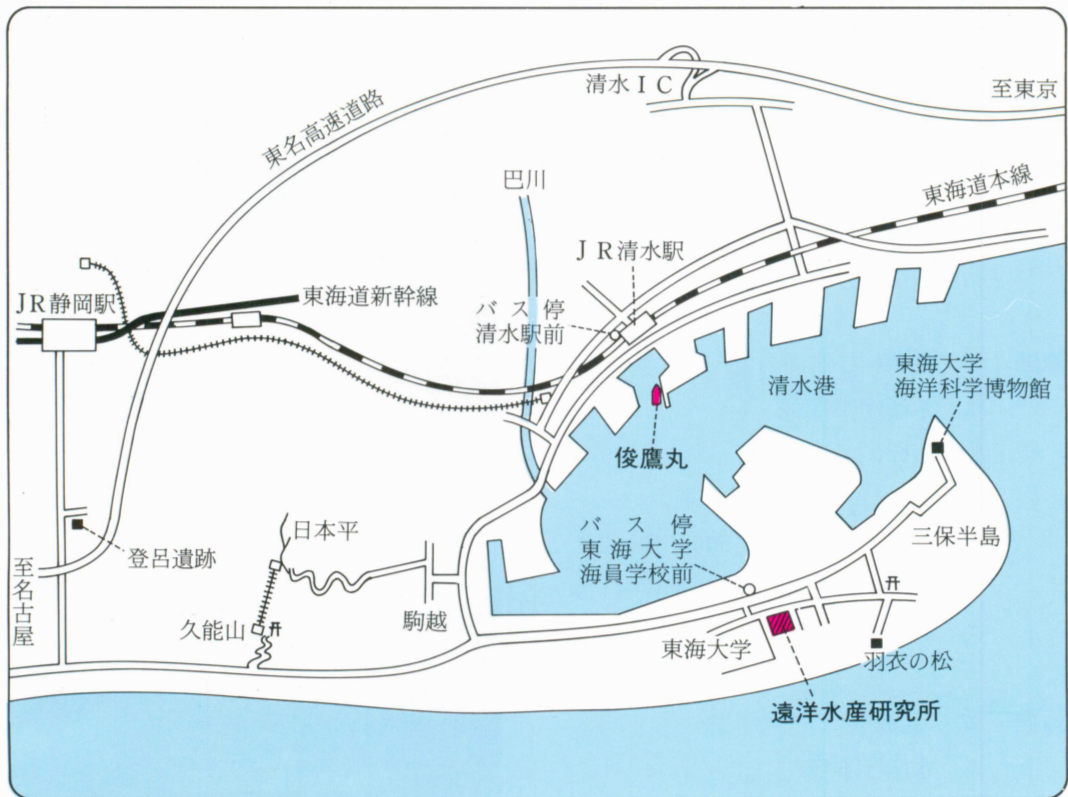 清水ＩＣ
至東京
東名高速道路
巴川
東海道本線
ＪＲ清水駅
ＪＲ静岡駅
東海道新幹線
バス停
清水駅前
東海大学
海洋科学博物館
清水港
俊鷹丸
バス停
東海大学
海員学校前
日本平
登呂遺跡
三保半島
至名古屋
久能山
駒越
東海大学
羽衣の松
遠洋水産研究所